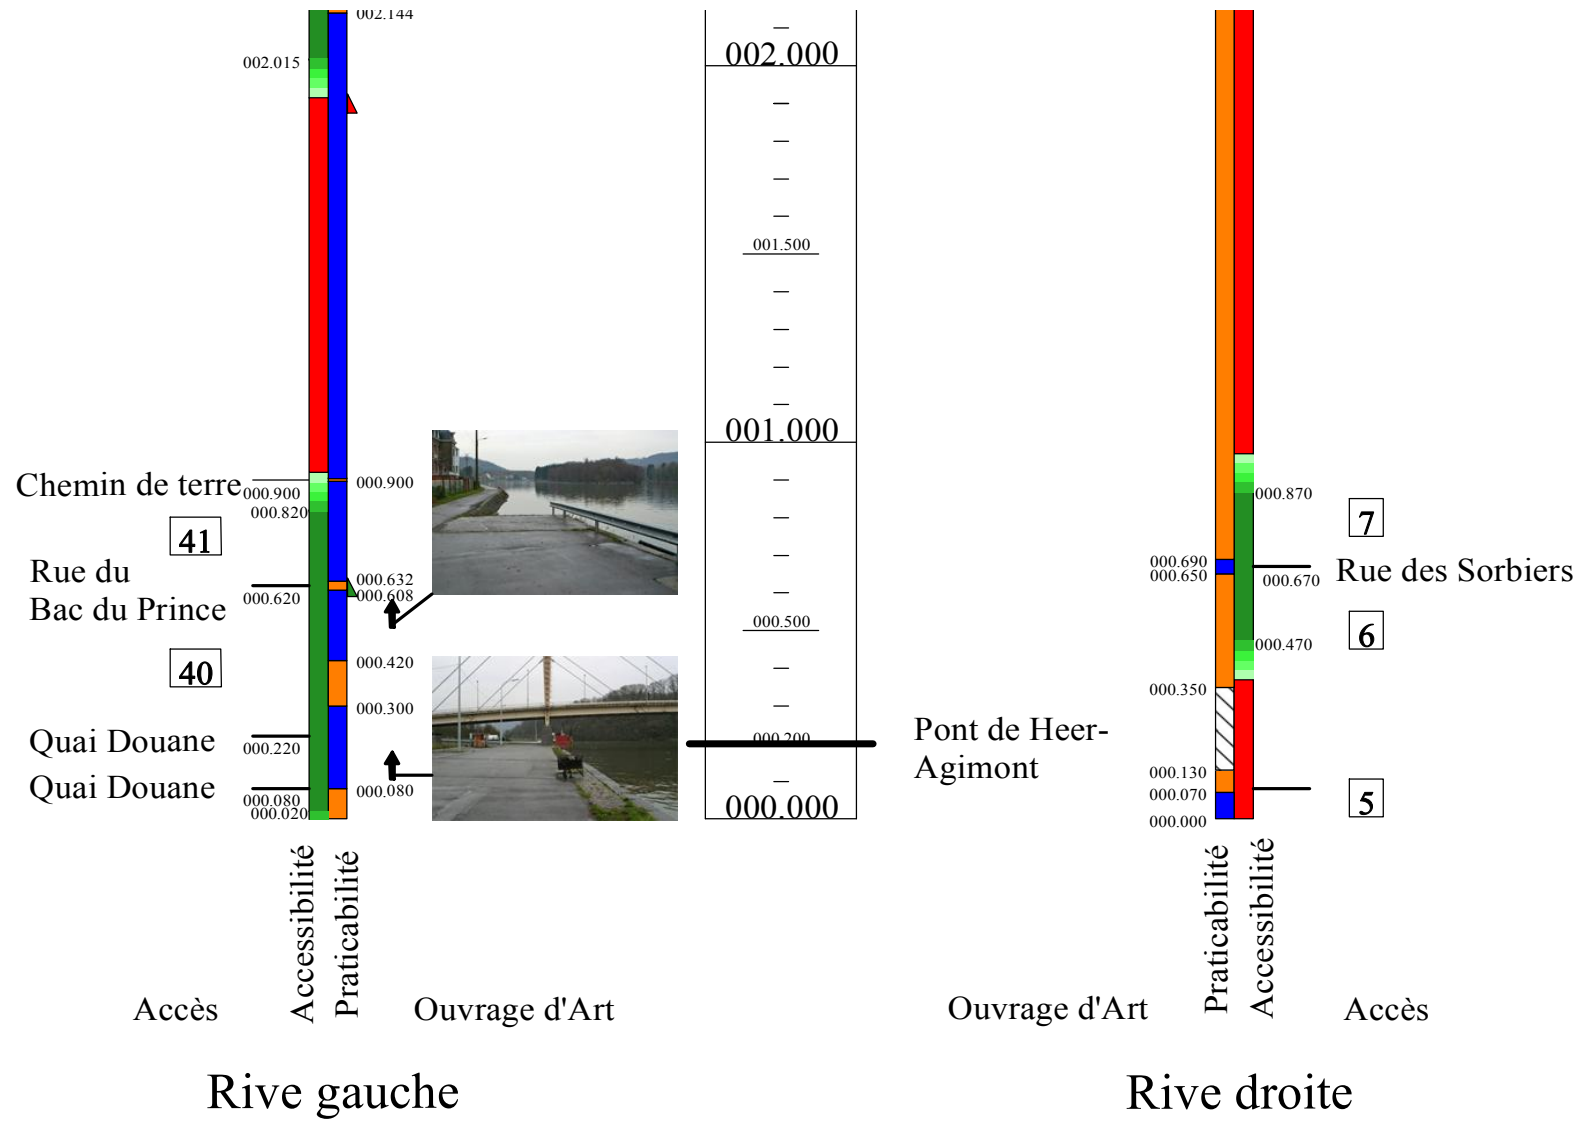 002.144
002.015
002.000
001.500
001.000
Chemin de terre
000.900
000.900
000.820
41
Rue du
Bac du Prince
000.620
000.632
000.608
40
000.500
000.420
000.300
Quai Douane
000.220
000.200
Quai Douane
000.080
000.020
000.080
000.000
Pont de Heer-
Agimont
000.870
7
000.690
000.650
000.670
Rue des Sorbiers
6
000.470
000.350
000.130
000.070
000.000
5
Accessibilité
Praticabilité
Praticabilité
Accessibilité
Accès
Ouvrage d'Art
Ouvrage d'Art
Accès
Rive gauche
Rive droite